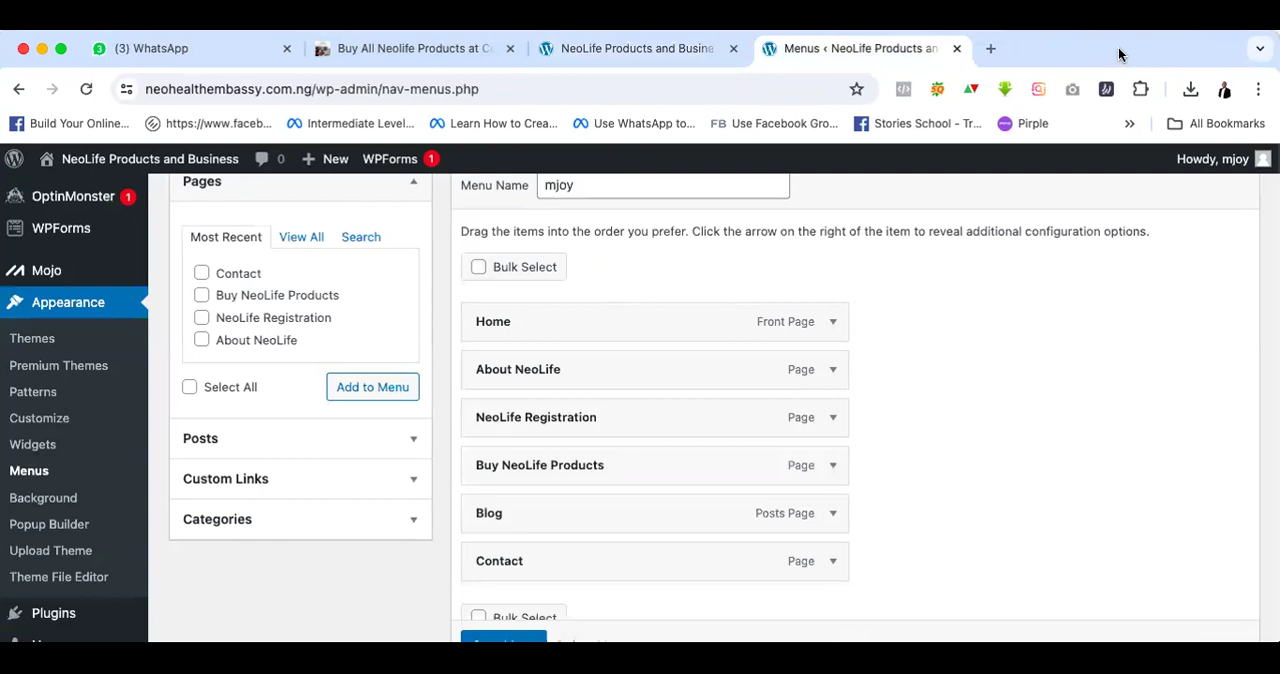 (3) WhatsApp
Buy All Neolife Products at C
NeoLife Products and Busine
Menus ‹ NeoLife Products an
neohealthembassy.com.ng/wp-admin/nav-menus.php
Build Your Online...
https://www.faceb...
Intermediate Level...
Learn How to Crea...
Use WhatsApp to...
FB Use Facebook Gro...
Stories School - Tr...
Pirple
»
All Bookmarks
NeoLife Products and Business
0
New
WPForms 1
Howdy, mjoy
OptinMonster 1
WPForms
Mojo
Appearance
Themes
Premium Themes
Patterns
Customize
Widgets
Menus
Background
Popup Builder
Upload Theme
Theme File Editor
Plugins
Pages
Most Recent
View All
Search
Contact
Buy NeoLife Products
NeoLife Registration
About NeoLife
Select All
Add to Menu
Posts
Custom Links
Categories
Menu Name
mjoy
Drag the items into the order you prefer. Click the arrow on the right of the item to reveal additional configuration options.
Bulk Select
Home Front Page
About NeoLife Page
NeoLife Registration Page
Buy NeoLife Products Page
Blog Posts Page
Contact Page
Bulk Select